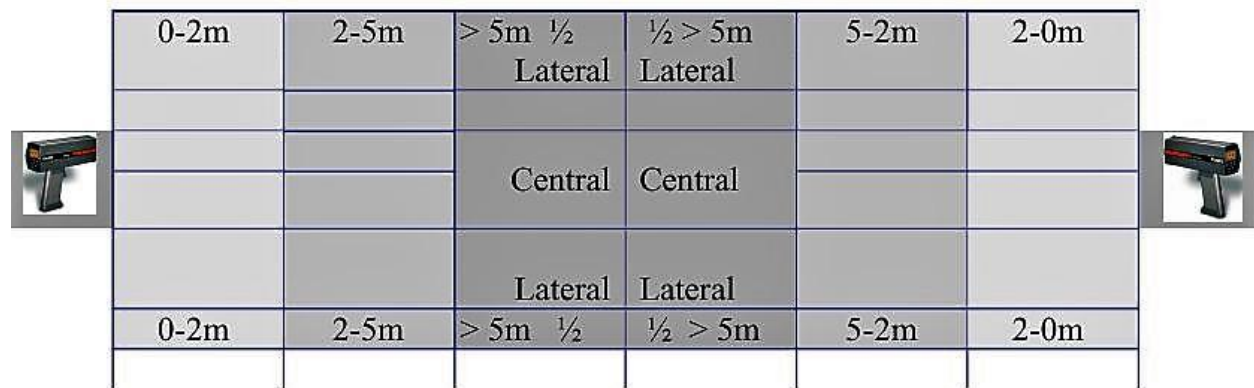 0-2m 2-5m > 5m ½ ½ > 5m 5-2m 2-0m
Lateral Lateral
Central Central
Lateral Lateral
0-2m 2-5m > 5m ½ ½ > 5m 5-2m 2-0m